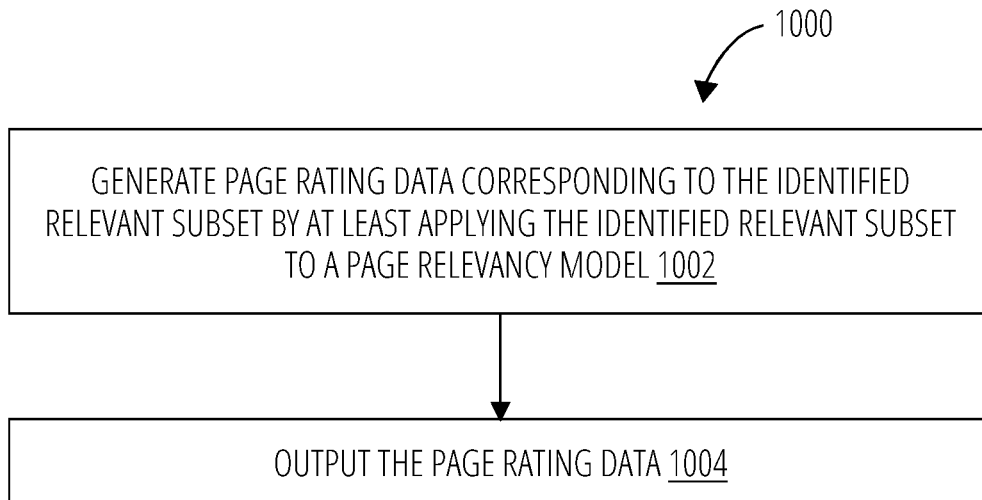 1000
GENERATE PAGE RATING DATA CORRESPONDING TO THE IDENTIFIED
RELEVANT SUBSET BY AT LEAST APPLYING THE IDENTIFIED RELEVANT SUBSET
TO A PAGE RELEVANCY MODEL 1002
OUTPUT THE PAGE RATING DATA 1004